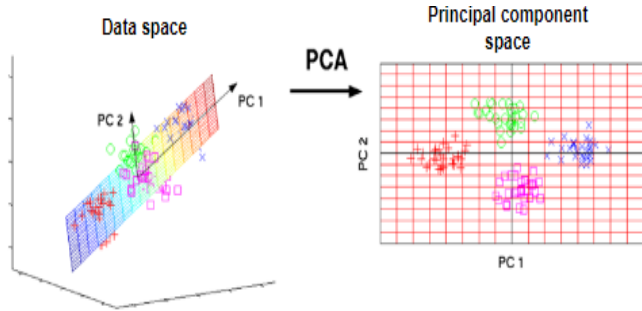 Data space
Principal component
space
PCA
PC 1
PC 2
PC 2
PC 1